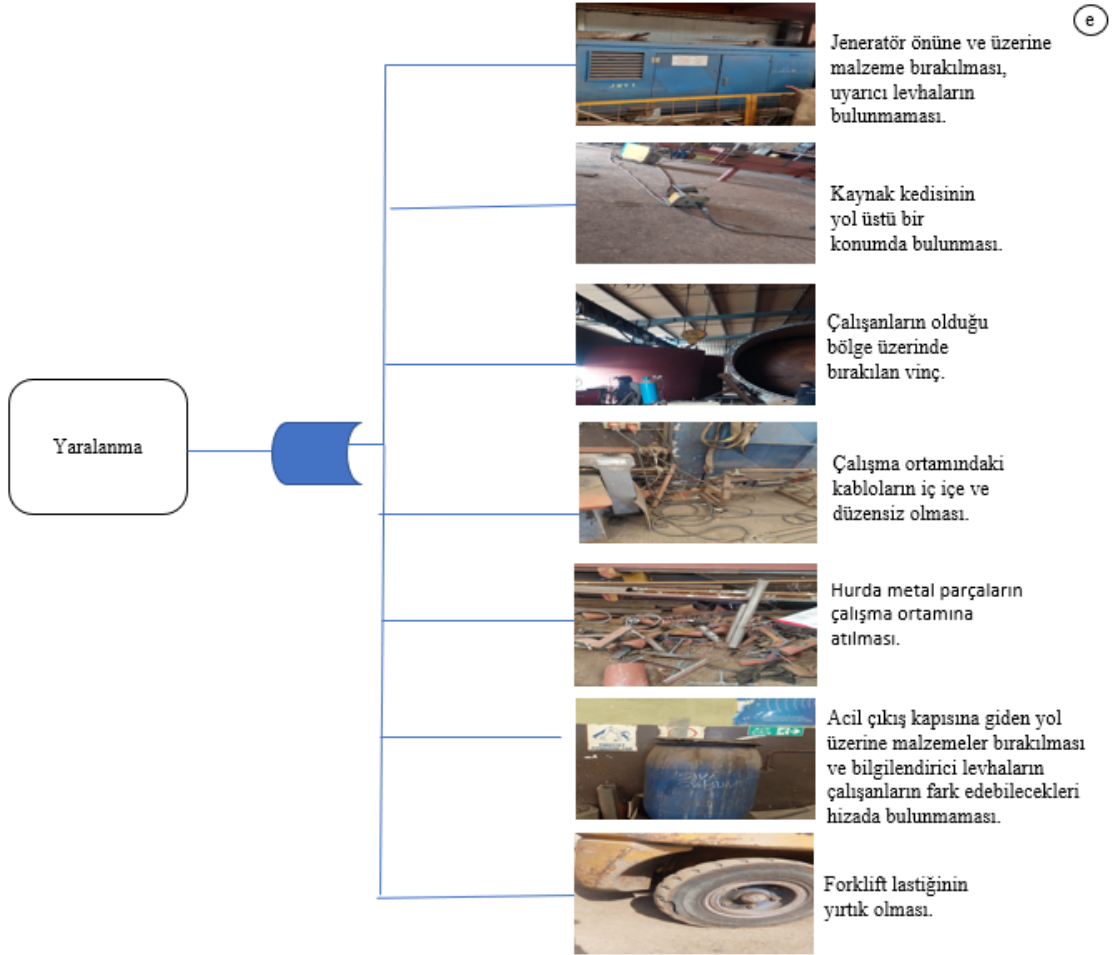 e
Jeneratör önüne ve üzerine
malzeme bırakılması,
uyarıcı levhaların
bulunmaması.
Kaynak kedisinin
yol üstü bir
konumda bulunması.
Çalışanların olduğu
bölge üzerinde
bırakılan vinç.
Yaralanma
Çalışma ortamındaki
kabloların iç içe ve
düzensiz olması.
Hurda metal parçaların
çalışma ortamına
atılması.
Acil çıkış kapısına giden yol
üzerine malzemeler bırakılması
ve bilgilendirici levhaların
çalışanların fark edebilecekleri
hizada bulunmaması.
Forklift lastiğinin
yırtık olması.